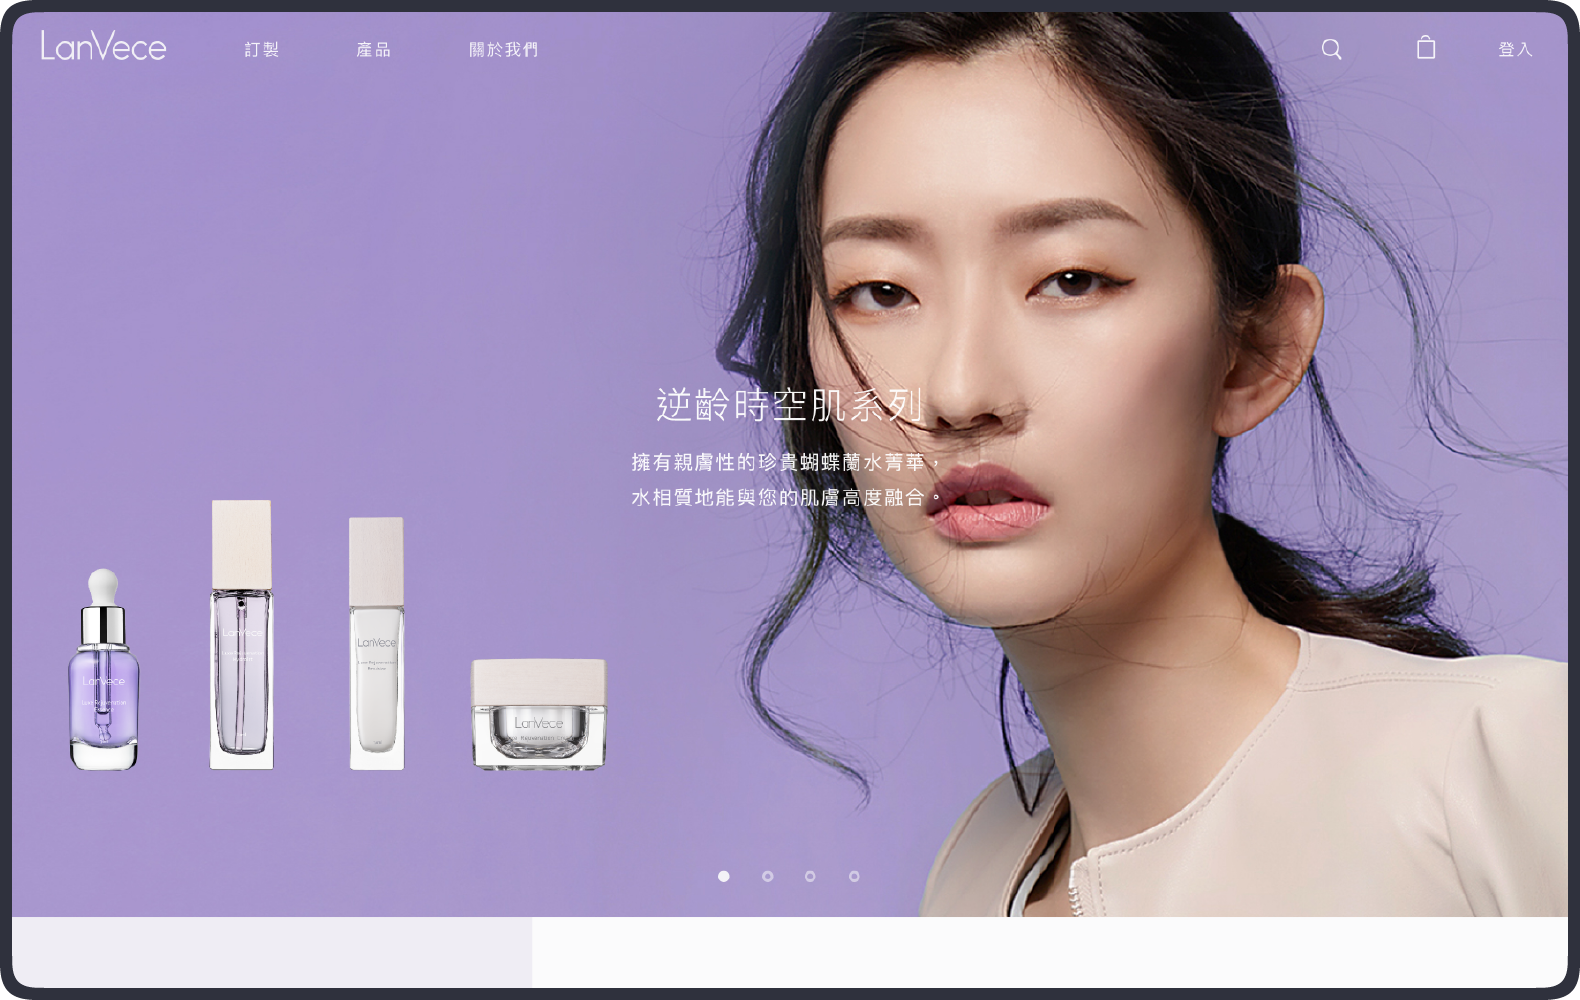 LanVece
訂製
產品
關於我們
登入
逆齡時空肌系列
擁有親膚性的珍貴蝴蝶蘭水菁華，
水相質地能與您的肌膚高度融合。
LanVece
LanVece
LanVece
LanVece